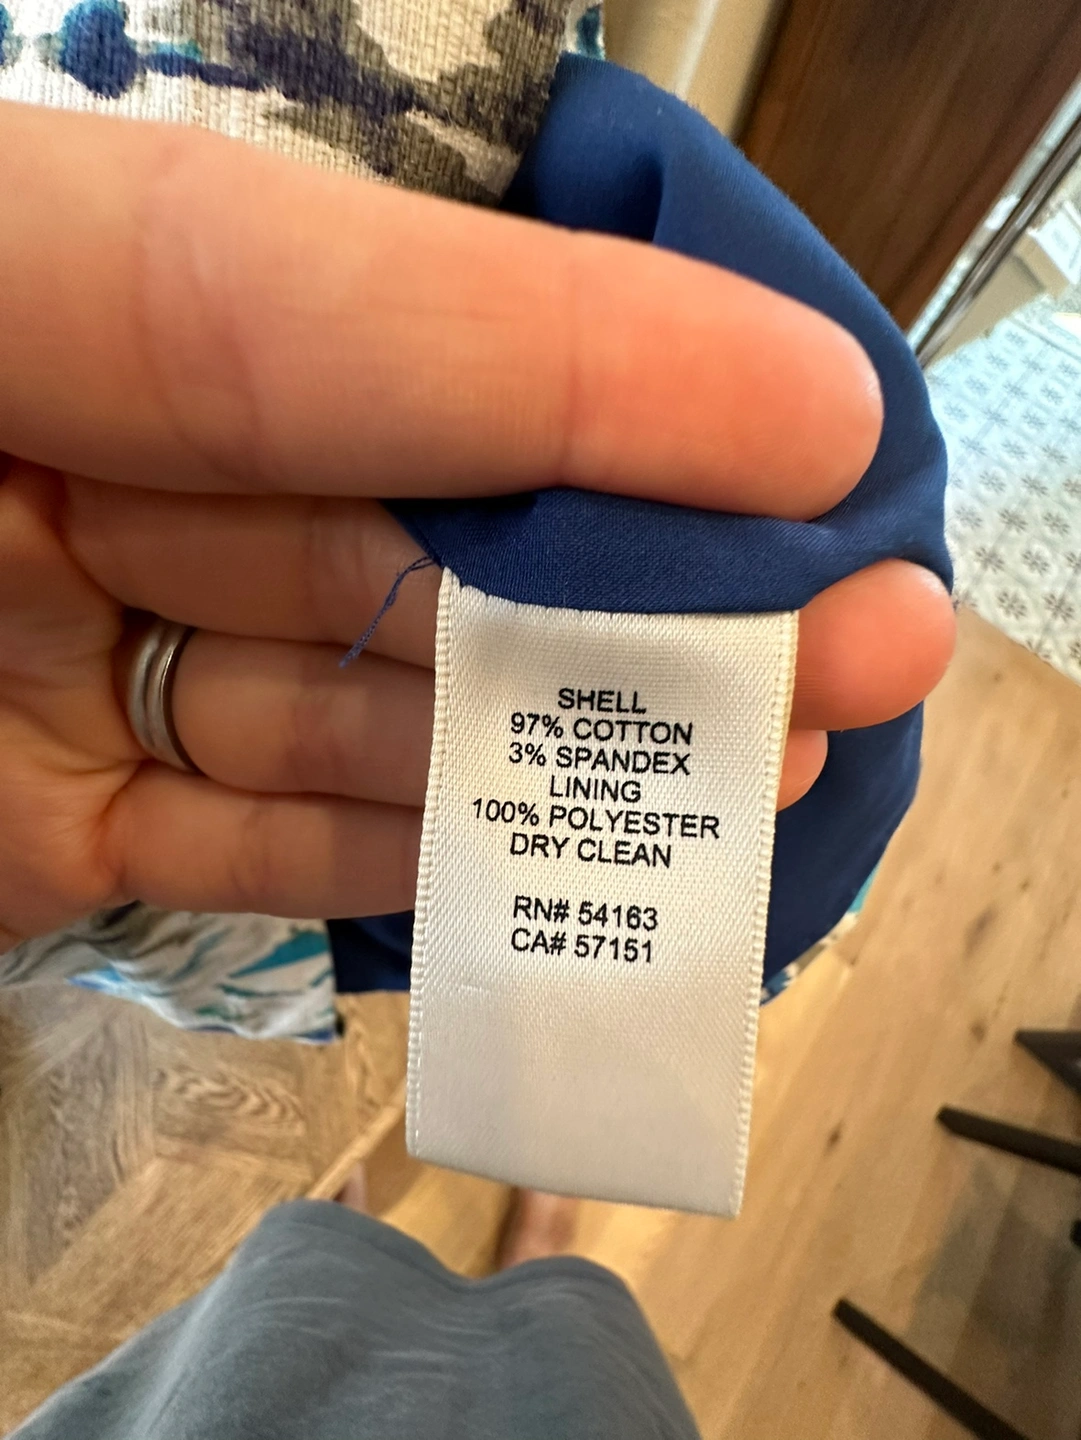 SHELL
97% COTTON
3% SPANDEX
LINING
100% POLYESTER
DRY CLEAN
RN# 54163
CA# 57151